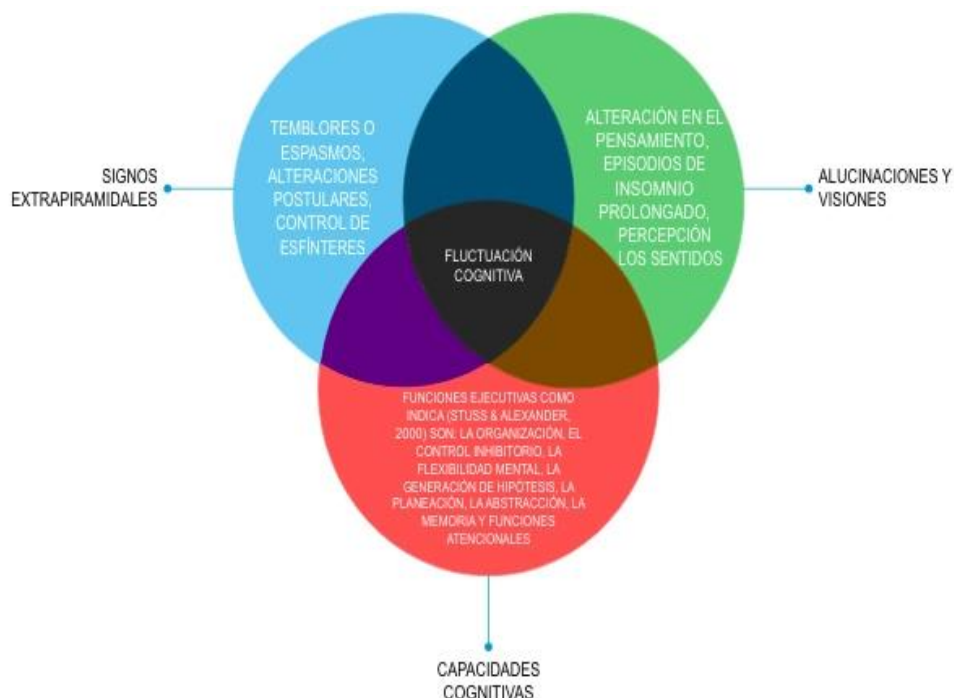 SIGNOS
EXTRAPIRAMIDALES
TEMBLORES O
ESPASMOS,
ALTERACIONES
POSTULARES,
CONTROL DE
ESFÍNTERES
ALTERACIÓN EN EL
PENSAMIENTO,
EPISODIOS DE
INSOMNIO
PROLONGADO,
PERCEPCIÓN
LOS SENTIDOS
ALUCINACIONES Y
VISIONES
FLUCTUACIÓN
COGNITIVA
FUNCIONES EJECUTIVAS COMO
INDICA (STUSS & ALEXANDER,
2000) SON: LA ORGANIZACIÓN, EL
CONTROL INHIBITORIO, LA
FLEXIBILIDAD MENTAL, LA
GENERACIÓN DE HIPÓTESIS, LA
PLANEACIÓN, LA ABSTRACCIÓN, LA
MEMORIA Y FUNCIONES
ATENCIONALES
CAPACIDADES
COGNITIVAS